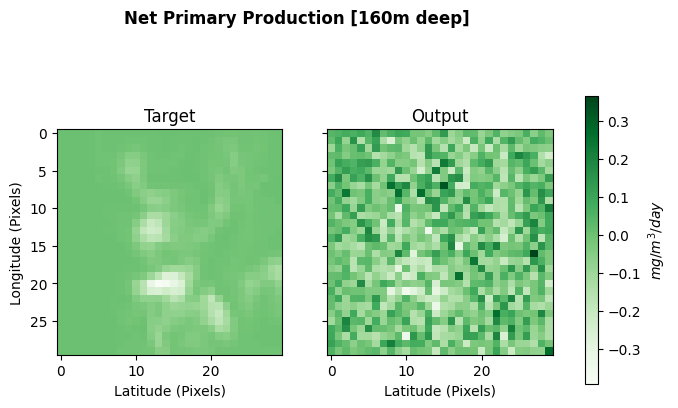 Net Primary Production [160m deep]
Target
Output
0
5
10
15
20
25
Longitude (Pixels)
0
10
20
Latitude (Pixels)
0
10
20
Latitude (Pixels)
0.3
0.2
0.1
0.0
−0.1
−0.2
−0.3
mg/m³/day